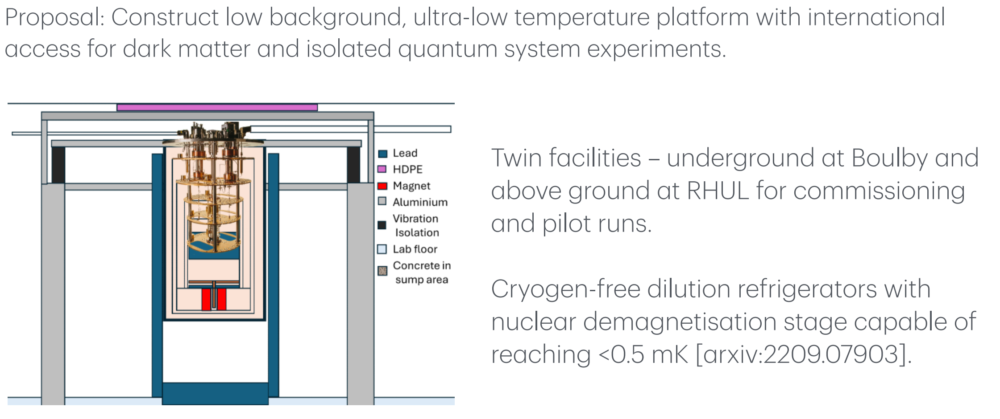 Proposal: Construct low background, ultra-low temperature platform with international
access for dark matter and isolated quantum system experiments.
Lead
HDPE
Magnet
Aluminium
Vibration
Isolation
Lab floor
Concrete in
sump area
Twin facilities – underground at Boulby and
above ground at RHUL for commissioning
and pilot runs.
Cryogen-free dilution refrigerators with
nuclear demagnetisation stage capable of
reaching <0.5 mK [arxiv:2209.07903].